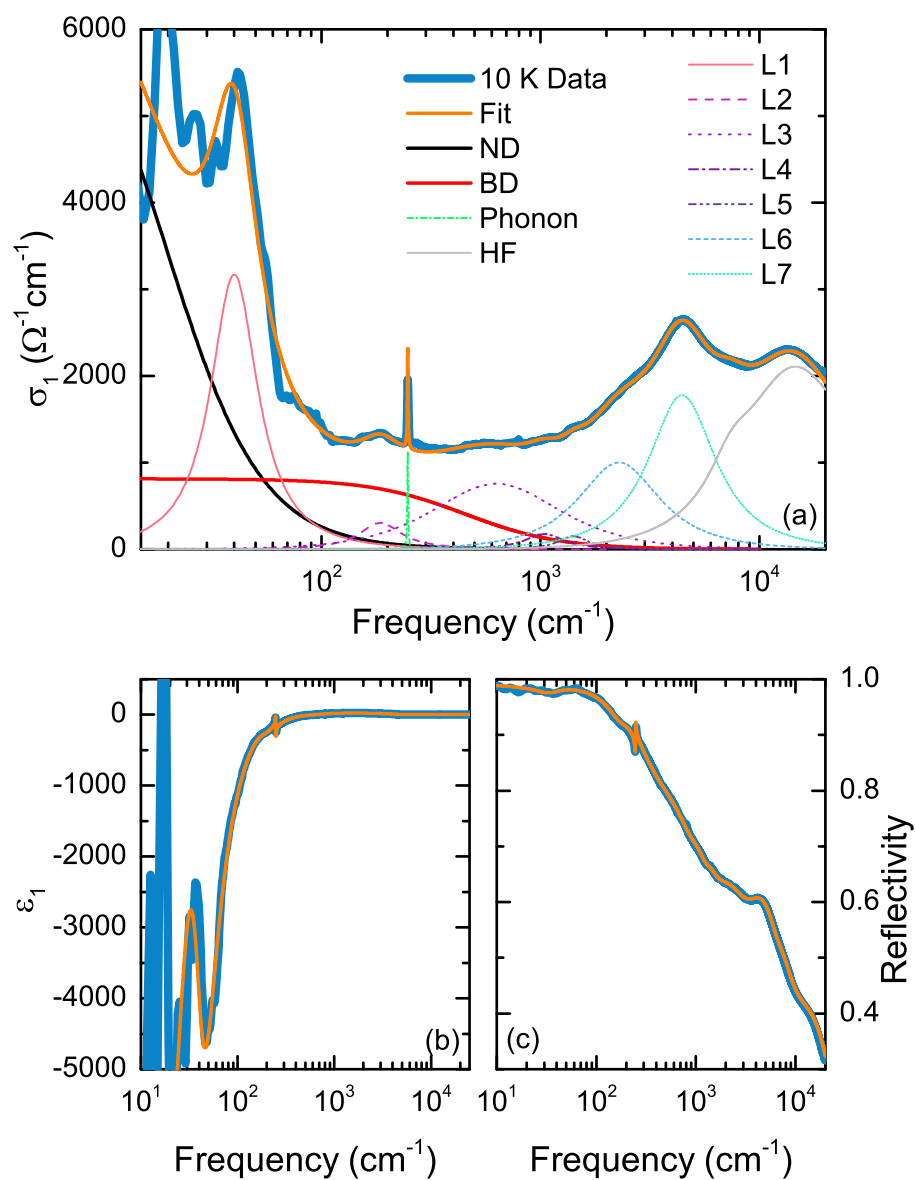 6000
4000
2000
0
σ₁ (Ω⁻¹cm⁻¹)
10 K Data
Fit
ND
BD
Phonon
HF
L1
L2
L3
L4
L5
L6
L7
(a)
10² 10³ 10⁴
Frequency (cm⁻¹)
0
-1000
-2000
-3000
-4000
-5000
ε₁
(b)
10¹ 10² 10³ 10⁴
Frequency (cm⁻¹)
(c)
1.0
0.8
0.6
0.4
Reflectivity
10¹ 10² 10³ 10⁴
Frequency (cm⁻¹)